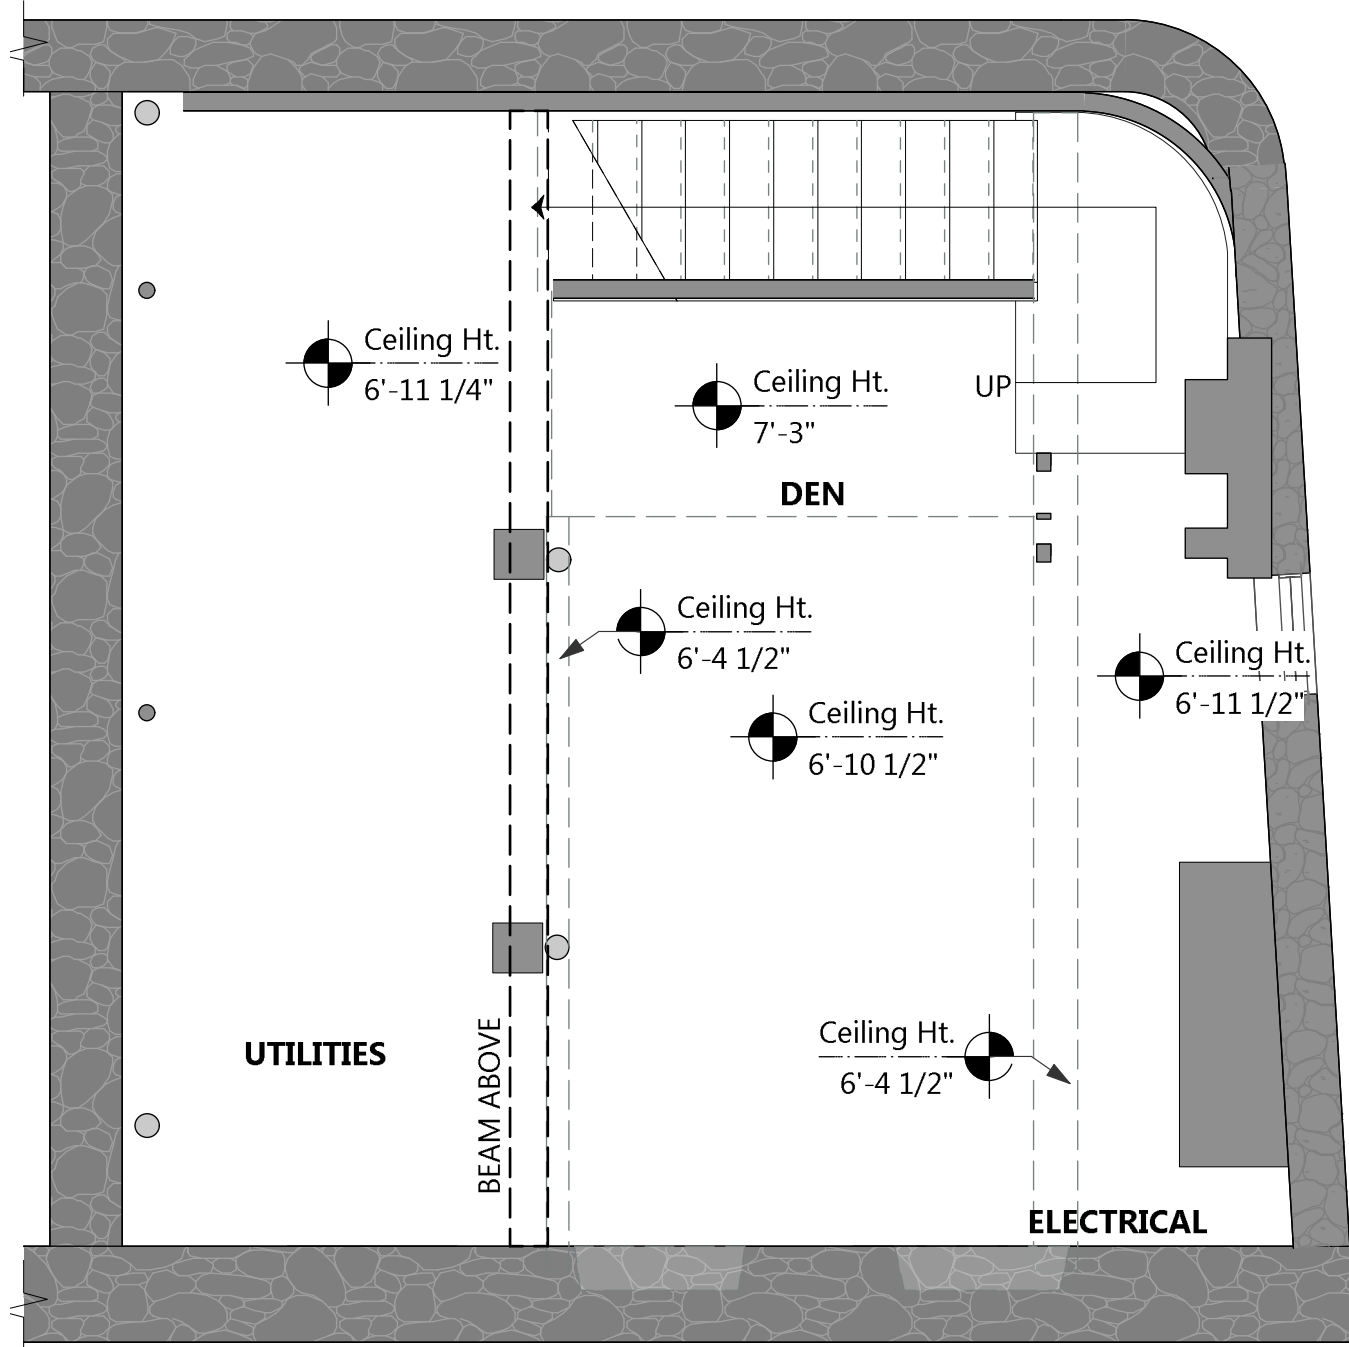 Ceiling Ht.
6'-11 1/4"
Ceiling Ht.
7'-3"
UP
DEN
Ceiling Ht.
6'-4 1/2"
Ceiling Ht.
6'-11 1/2"
Ceiling Ht.
6'-10 1/2"
Ceiling Ht.
6'-4 1/2"
UTILITIES
BEAM ABOVE
ELECTRICAL